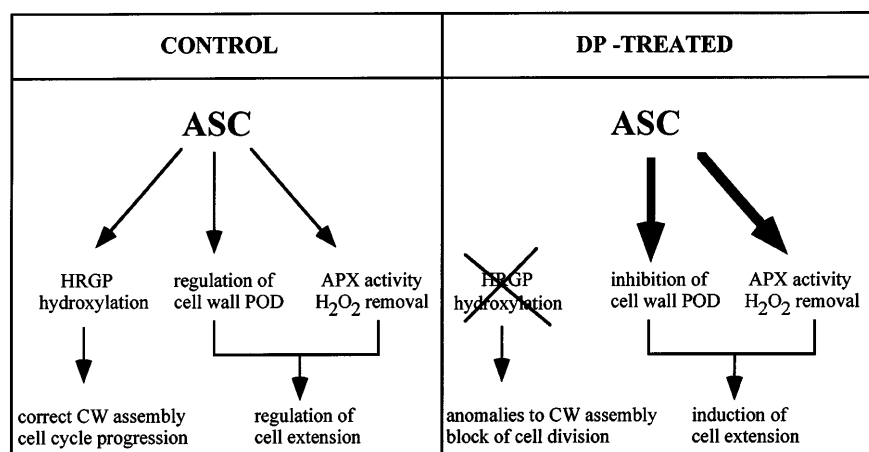 CONTROL
DP -TREATED
ASC
HRGP
hydroxylation
regulation of
cell wall POD
APX activity
H2O2 removal
correct CW assembly
cell cycle progression
regulation of
cell extension
ASC
HRGP
hydroxylation
inhibition of
cell wall POD
APX activity
H2O2 removal
anomalies to CW assembly
block of cell division
induction of
cell extension